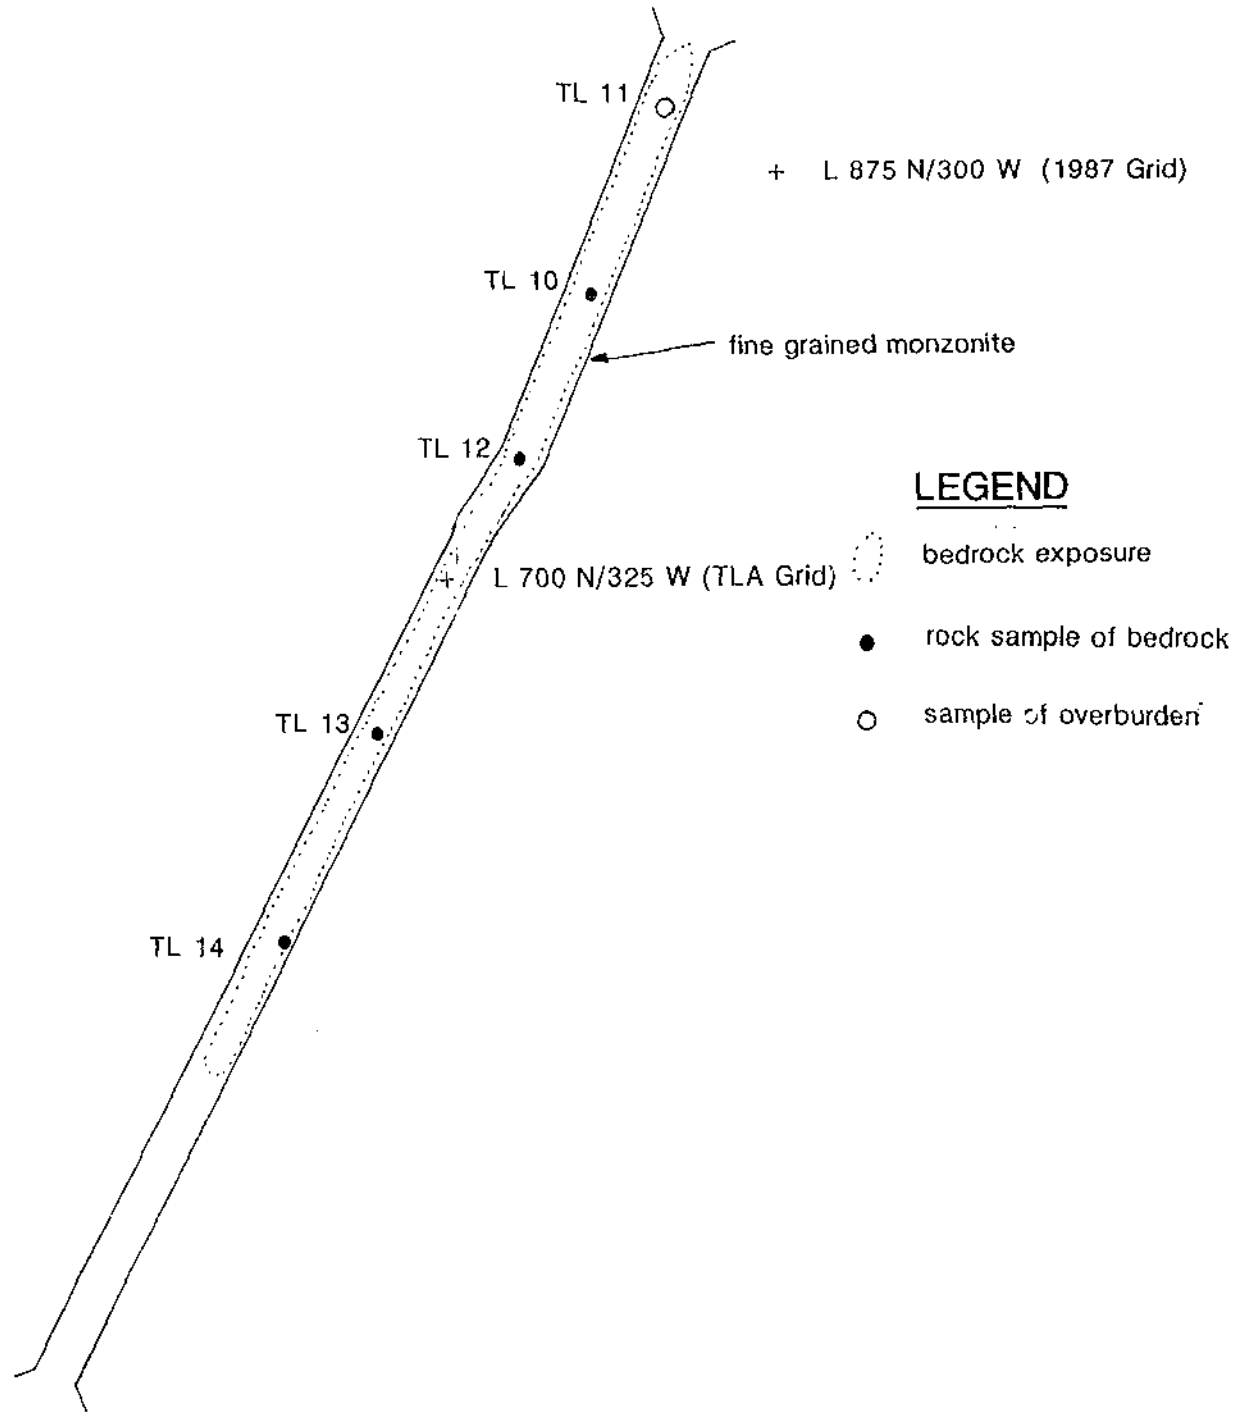 TL 11
+ L 875 N/300 W (1987 Grid)
TL 10
fine grained monzonite
TL 12
LEGEND
+ L 700 N/325 W (TLA Grid)
bedrock exposure
rock sample of bedrock
TL 13
sample of overburden
TL 14